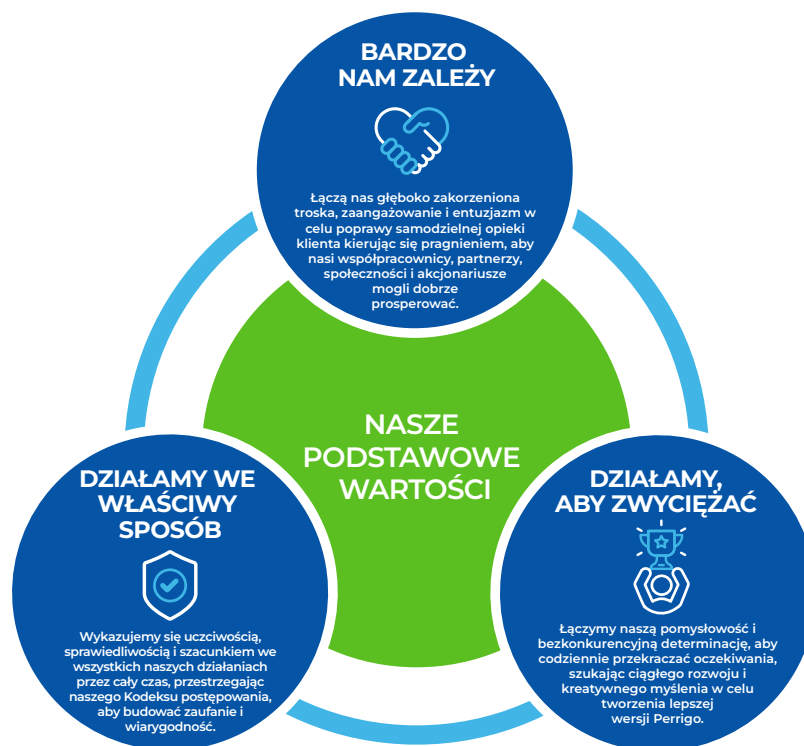 BARDZO
NAM ZALEŻY
Łączą nas głęboko zakorzeniona
troska, zaangażowanie i entuzjazm w
celu poprawy samodzielnej opieki
klienta kierując się pragnieniem, aby
nasi współpracownicy, partnerzy,
społeczności i akcjonariusze
mogli dobrze
prosperować.
NASZE
PODSTAWOWE
WARTOŚCI
DZIAŁAMY WE
WŁAŚCIWY
SPOSÓB
Wykazujemy się uczciwością,
sprawiedliwością i szacunkiem we
wszystkich naszych działaniach
przez cały czas, przestrzegając
naszego Kodeksu postępowania,
aby budować zaufanie i
wiarygodność.
DZIAŁAMY,
ABY ZWYCIĘŻAĆ
Łączymy naszą pomysłowość i
bezkonkurencyjną determinację, aby
codziennie przekraczać oczekiwania,
szukając ciągłego rozwoju i
kreatywnego myślenia w celu
tworzenia lepszej
wersji Perrigo.